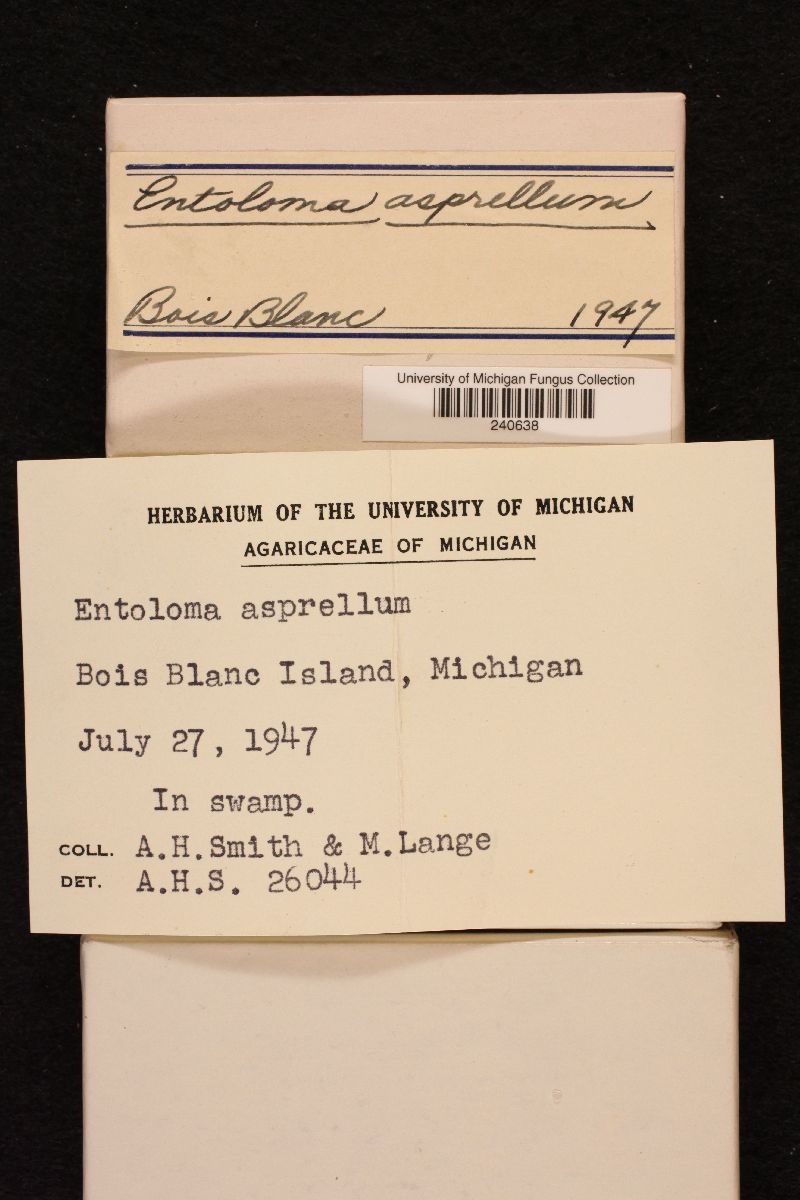 Entoloma asprellum
Bois Blanc 1947
University of Michigan Fungus Collection
240638
HERBARIUM OF THE UNIVERSITY OF MICHIGAN
AGARICACEAE OF MICHIGAN
Entoloma asprellum
Bois Blanc Island, Michigan
July 27, 1947
In swamp.
COLL. A.H.Smith & M.Lange
DET. A.H.S. 26044